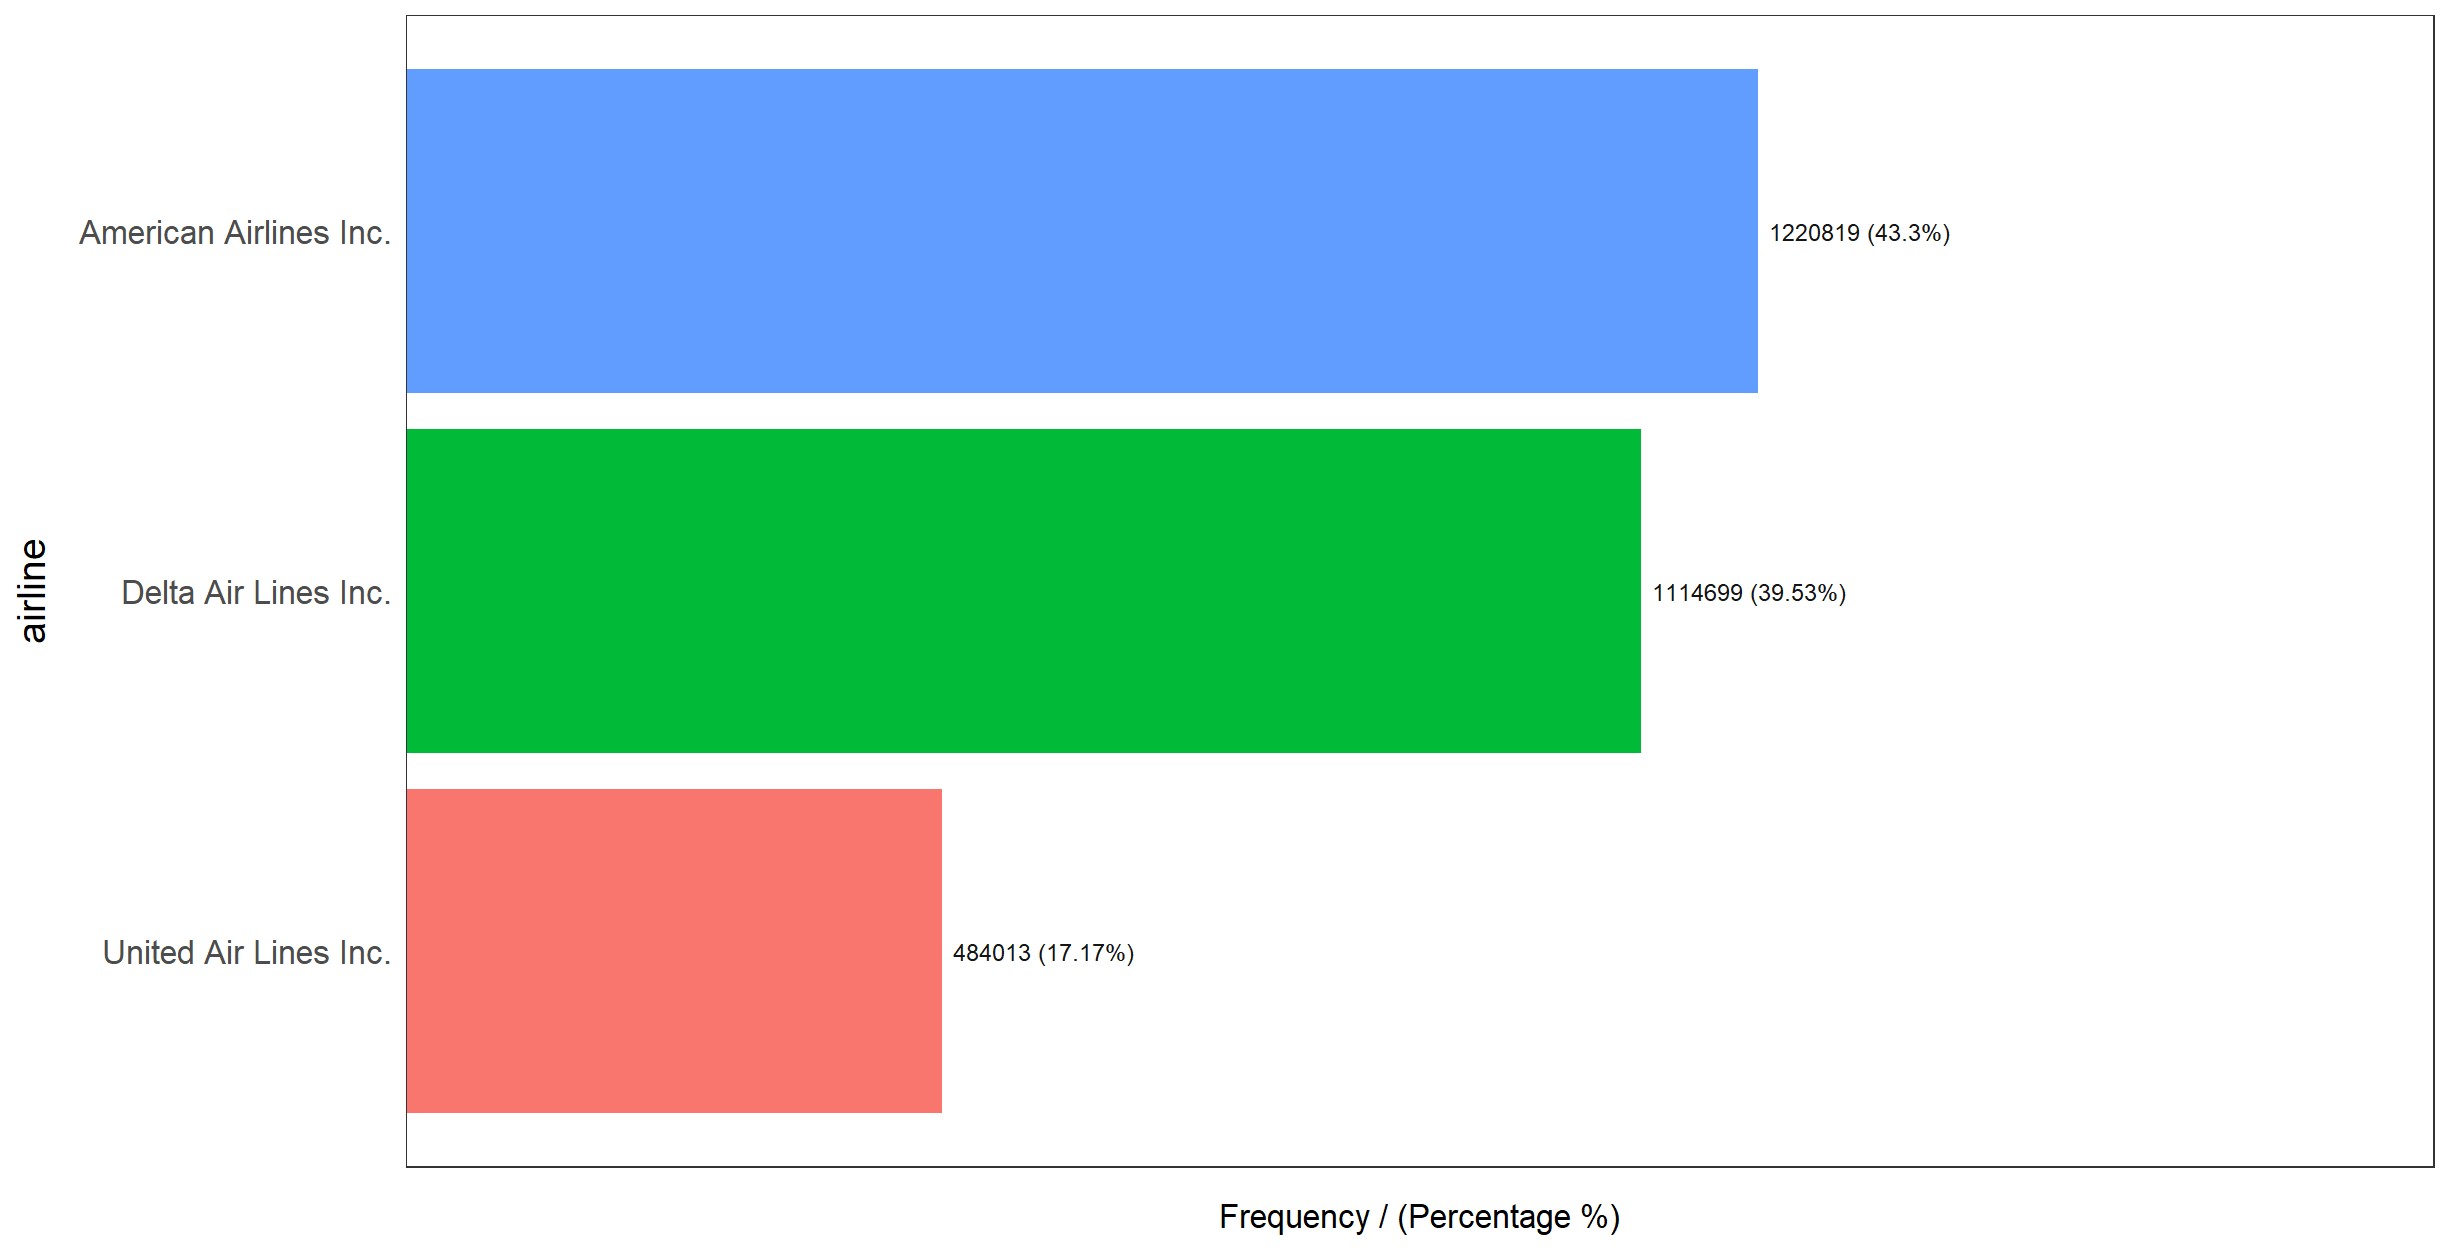 American Airlines Inc.
1220819 (43.3%)
Delta Air Lines Inc.
1114699 (39.53%)
airline
United Air Lines Inc.
484013 (17.17%)
Frequency / (Percentage %)